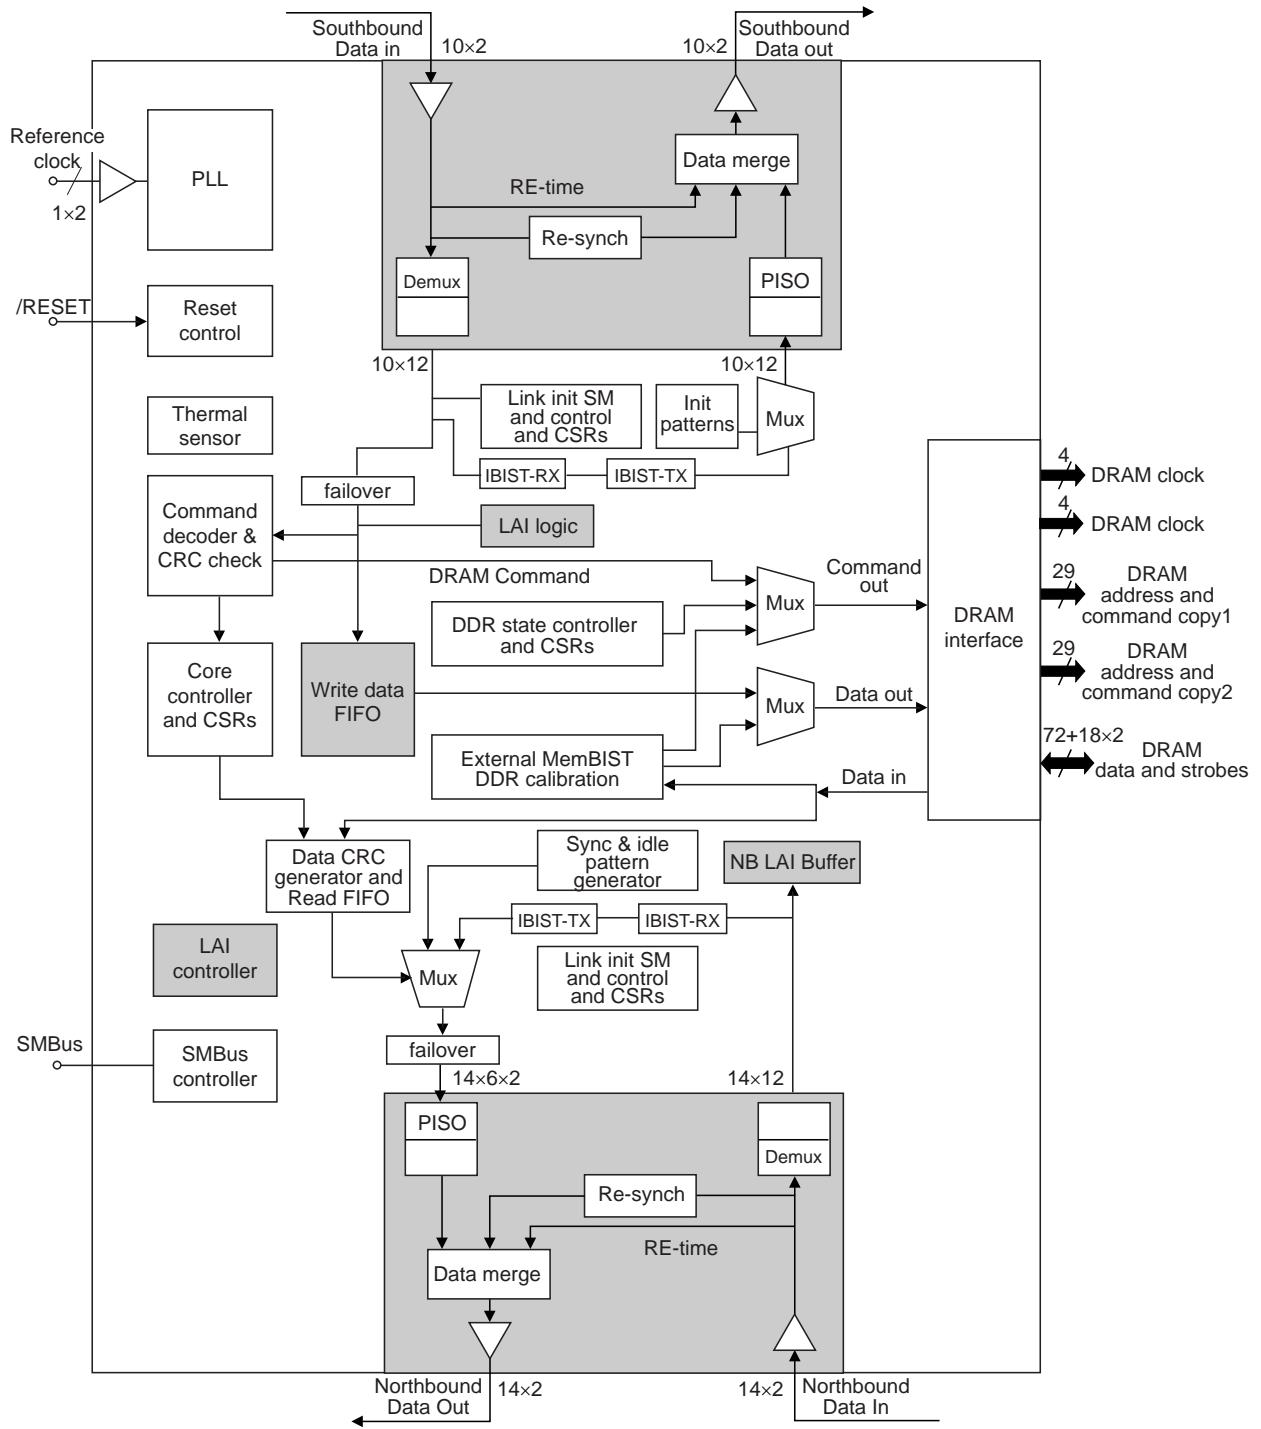 Southbound
Data in
10×2
10×2
Southbound
Data out
Reference
clock
1×2
PLL
Data merge
RE-time
Re-synch
Demux
PISO
/RESET
Reset
control
10×12
10×12
Thermal
sensor
Link init SM
and control
and CSRs
Init
patterns
Mux
IBIST-RX
IBIST-TX
failover
LAI logic
Command
decoder &
CRC check
DRAM Command
DDR state controller
and CSRs
Mux
Command
out
DRAM
interface
4
DRAM clock
4
DRAM clock
29
DRAM
address and
command copy1
29
DRAM
address and
command copy2
72+18×2
DRAM
data and strobes
Core
controller
and CSRs
Write data
FIFO
Mux
Data out
External MemBIST
DDR calibration
Data in
Data CRC
generator and
Read FIFO
Sync & idle
pattern
generator
NB LAI Buffer
IBIST-TX
IBIST-RX
LAI
controller
Mux
Link init SM
and control
and CSRs
failover
SMBus
SMBus
controller
14×6×2
14×12
PISO
Demux
Re-synch
RE-time
Data merge
Northbound
Data Out
14×2
14×2
Northbound
Data In